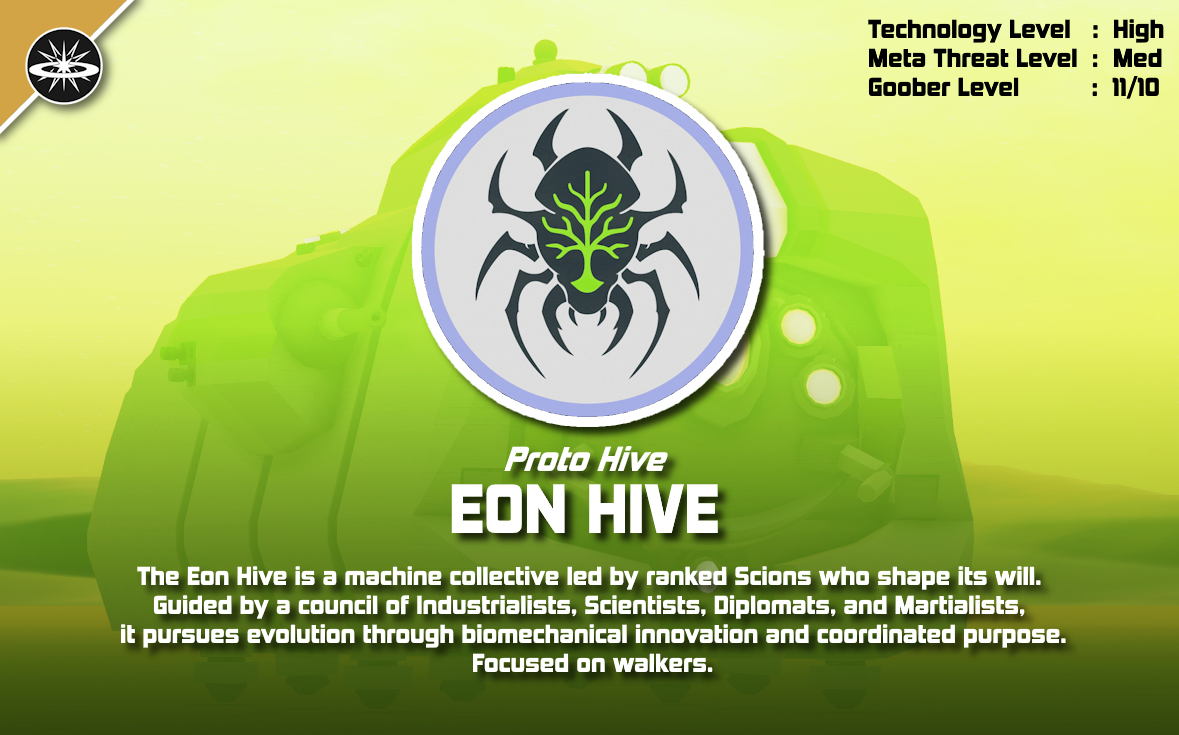 Technology Level : High
Meta Threat Level : Med
Goober Level : 11/10
Proto Hive
EON HIVE
The Eon Hive is a machine collective led by ranked Scions who shape its will.
Guided by a council of Industrialists, Scientists, Diplomats, and Martialists,
it pursues evolution through biomechanical innovation and coordinated purpose.
Focused on walkers.